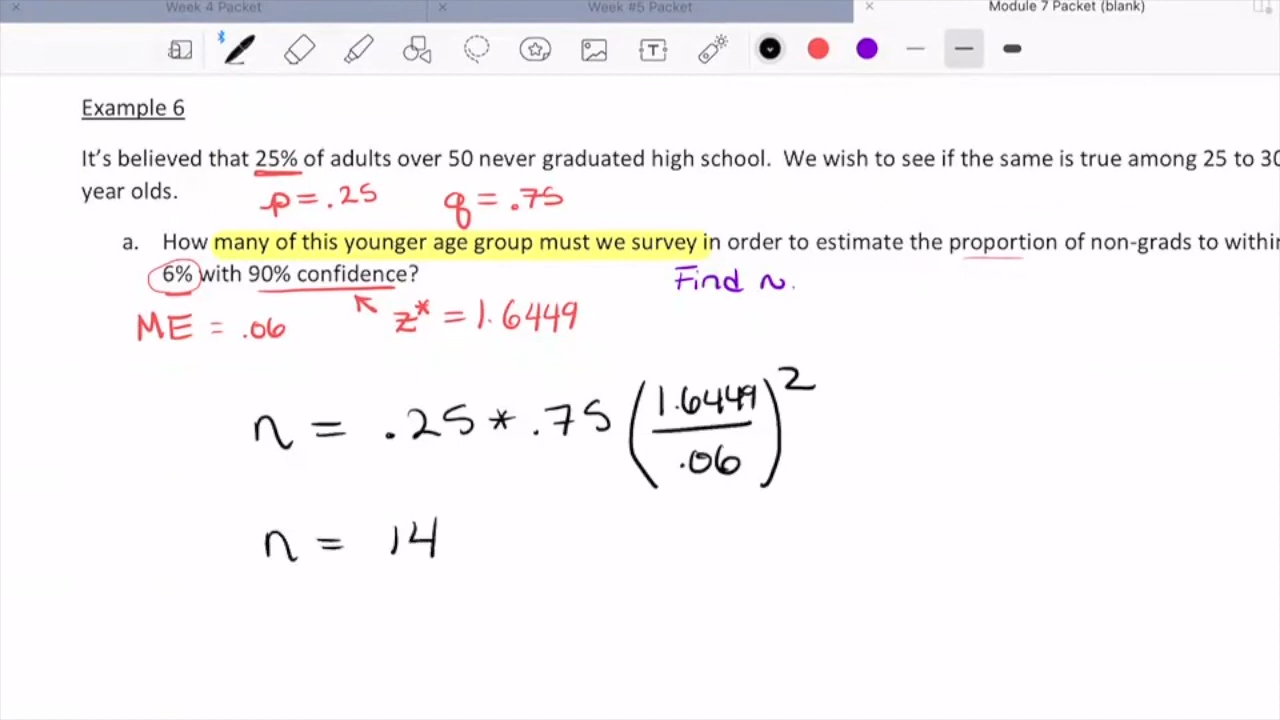 Week 4 Packet Week #5 Packet Module 7 Packet (blank)
Example 6
It's believed that 25% of adults over 50 never graduated high school. We wish to see if the same is true among 25 to 30
year olds.
p = .25 q = .75
a. How many of this younger age group must we survey in order to estimate the proportion of non-grads to within
6% with 90% confidence?
Find n.
ME = .06 z* = 1.6449
n = .25 * .75 (1.6449 / .06)^2
n = 14